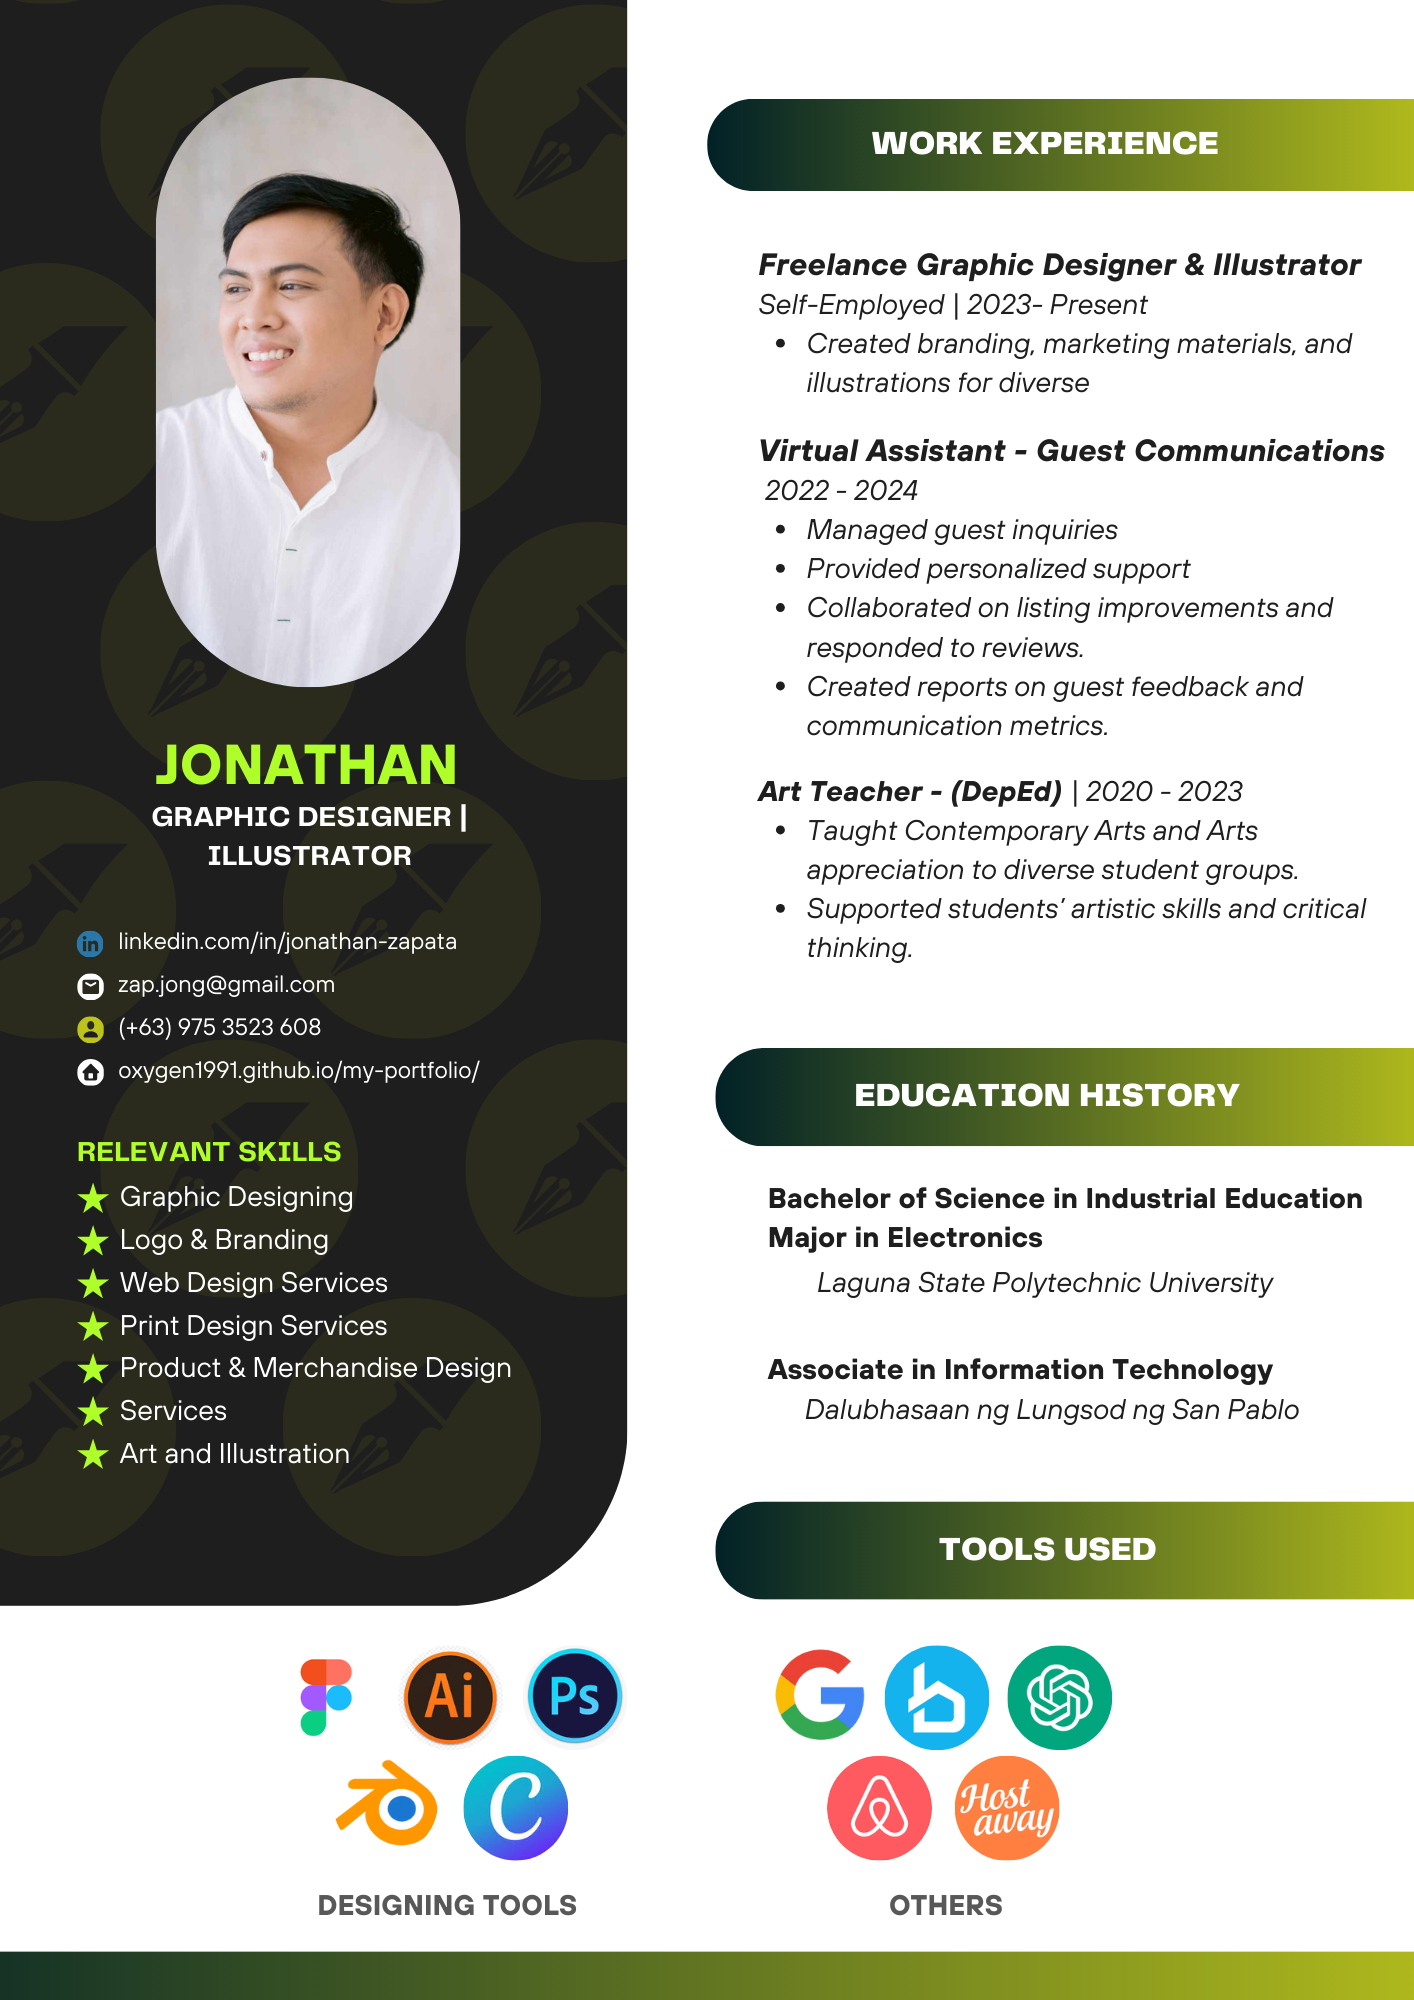 JONATHAN
GRAPHIC DESIGNER |
ILLUSTRATOR
linkedin.com/in/jonathan-zapata
zap.jong@gmail.com
(+63) 975 3523 608
oxygen1991.github.io/my-portfolio/
RELEVANT SKILLS
Graphic Designing
Logo & Branding
Web Design Services
Print Design Services
Product & Merchandise Design
Services
Art and Illustration
WORK EXPERIENCE
Freelance Graphic Designer & Illustrator
Self-Employed | 2023- Present
• Created branding, marketing materials, and
illustrations for diverse
Virtual Assistant - Guest Communications
2022 - 2024
• Managed guest inquiries
• Provided personalized support
• Collaborated on listing improvements and
responded to reviews.
• Created reports on guest feedback and
communication metrics.
Art Teacher - (DepEd) | 2020 - 2023
• Taught Contemporary Arts and Arts
appreciation to diverse student groups.
• Supported students’ artistic skills and critical
thinking.
EDUCATION HISTORY
Bachelor of Science in Industrial Education
Major in Electronics
Laguna State Polytechnic University
Associate in Information Technology
Dalubhasaan ng Lungsod ng San Pablo
TOOLS USED
Ai
Ps
C
DESIGNING TOOLS
G
b
Host
away
OTHERS